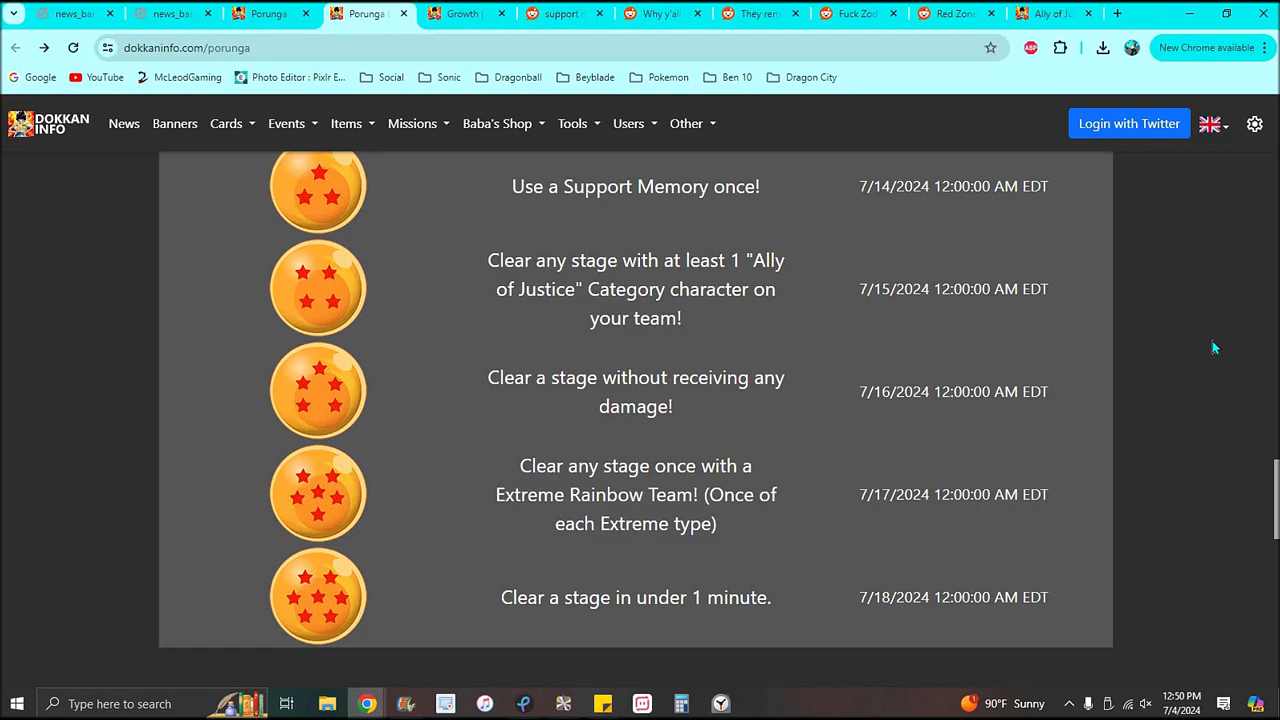 news_ba
news_ba
Porunga
Porunga
Growth |
support
Why y'al
They rem
Fuck Zod
Red Zone
Ally of Ju
dokkaninfo.com/porunga
ABP
New Chrome available
Google
YouTube
McLeodGaming
Photo Editor : Pixlr E...
Social
Sonic
Dragonball
Beyblade
Pokemon
Ben 10
Dragon City
DOKKAN
INFO
News
Banners
Cards
Events
Items
Missions
Baba's Shop
Tools
Users
Other
Login with Twitter
Use a Support Memory once!
7/14/2024 12:00:00 AM EDT
Clear any stage with at least 1 "Ally
of Justice" Category character on
your team!
7/15/2024 12:00:00 AM EDT
Clear a stage without receiving any
damage!
7/16/2024 12:00:00 AM EDT
Clear any stage once with a
Extreme Rainbow Team! (Once of
each Extreme type)
7/17/2024 12:00:00 AM EDT
Clear a stage in under 1 minute.
7/18/2024 12:00:00 AM EDT
Type here to search
90°F Sunny
12:50 PM
7/4/2024